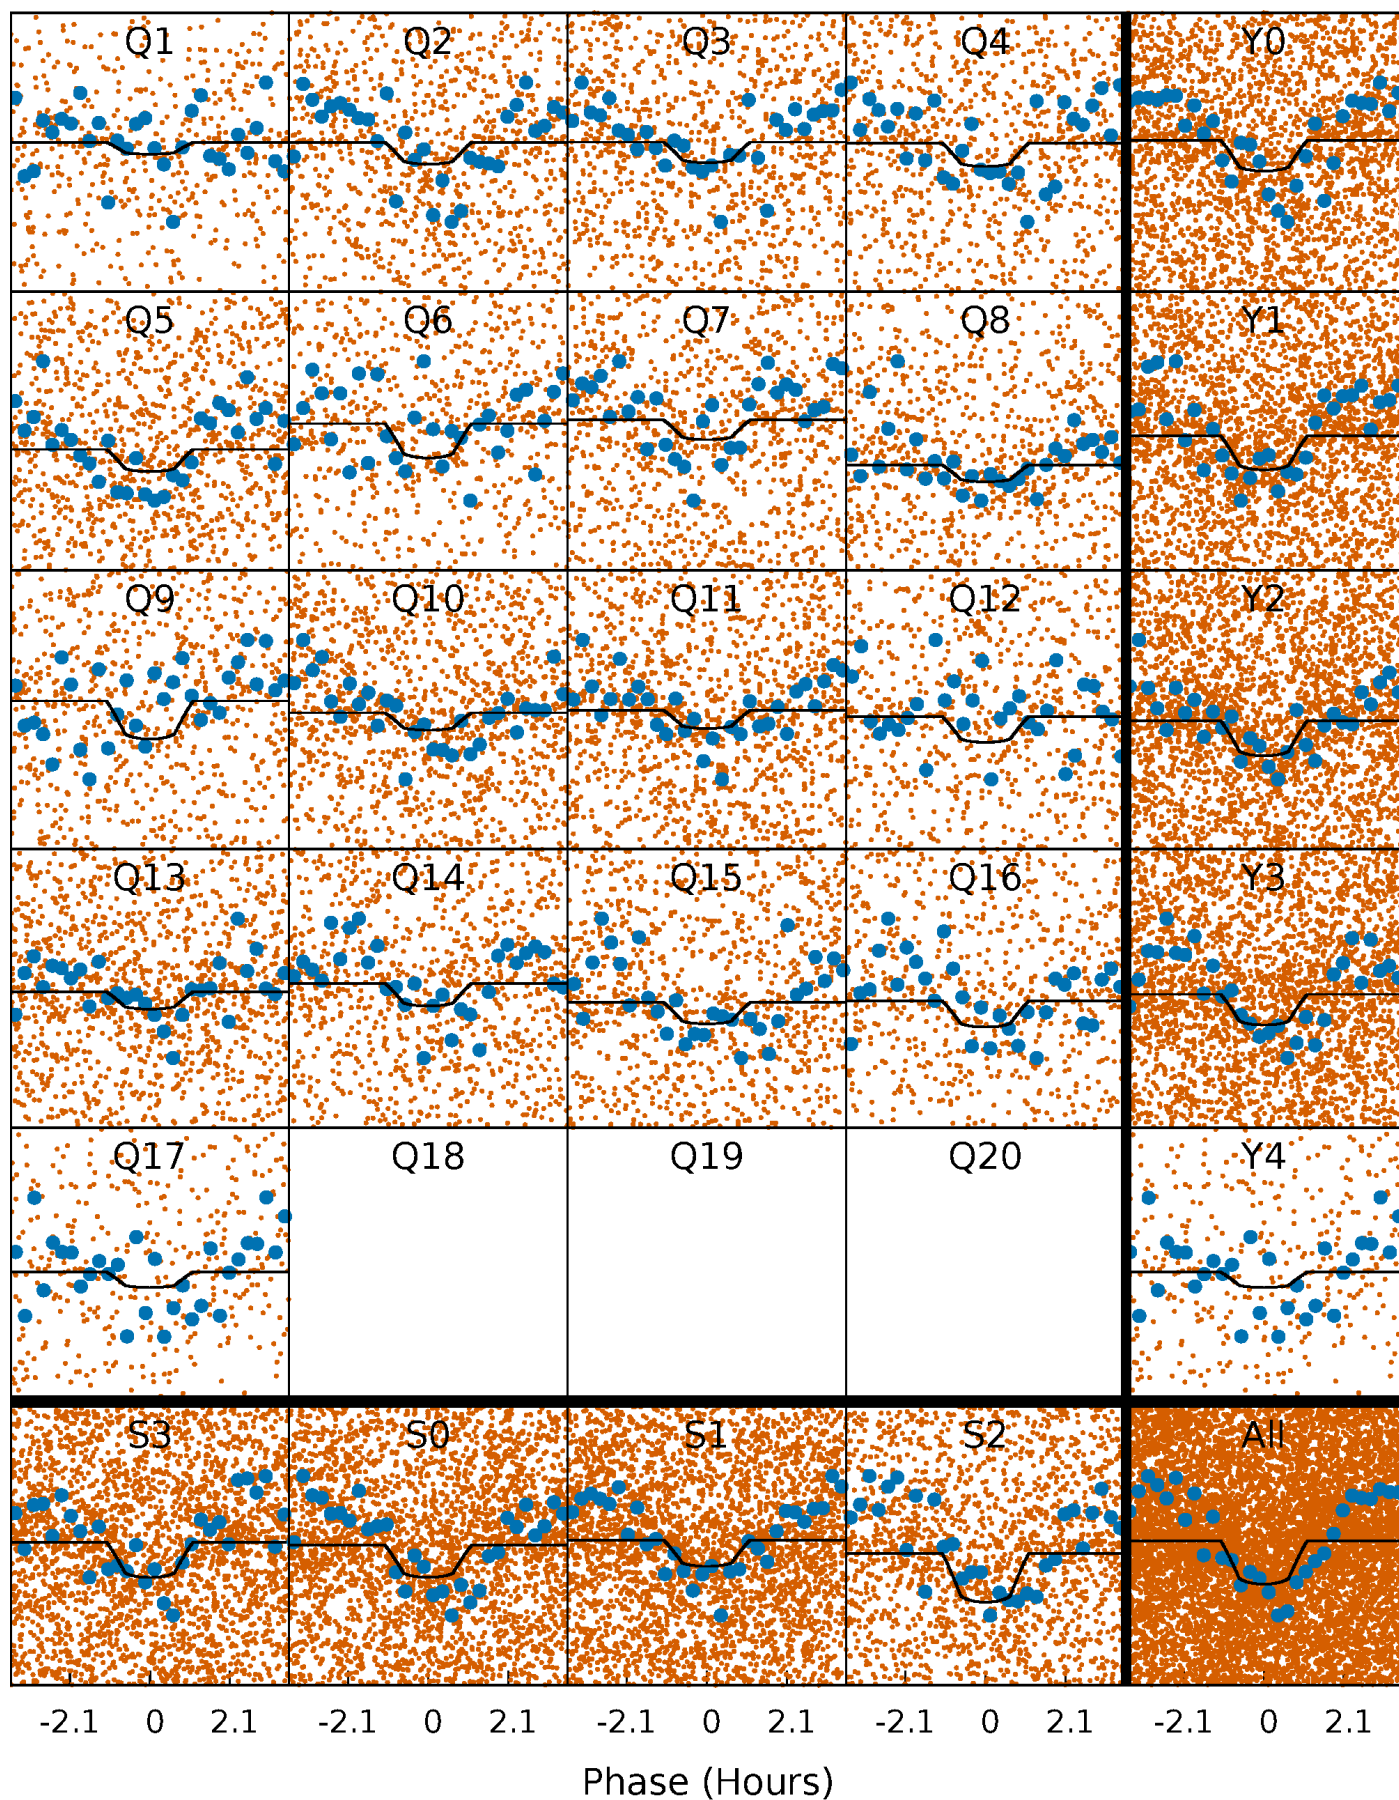 Q1 Q2 Q3 Q4 Y0
Q5 Q6 Q7 Q8 Y1
Q9 Q10 Q11 Q12 Y2
Q13 Q14 Q15 Q16 Y3
Q17 Q18 Q19 Q20 Y4
S3 S0 S1 S2 All
-2.1 0 2.1 -2.1 0 2.1 -2.1 0 2.1 -2.1 0 2.1 -2.1 0 2.1
Phase (Hours)